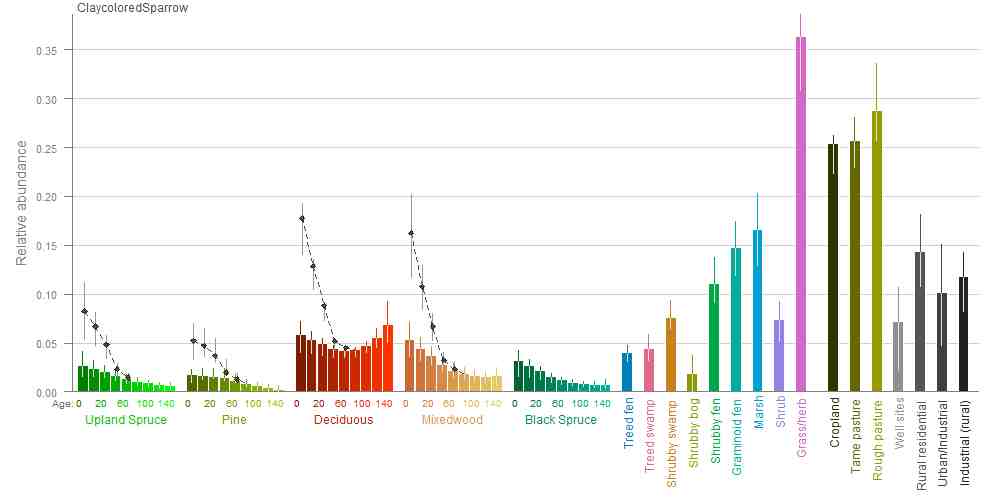 ClaycoloredSparrow
Relative abundance
0.35
0.30
0.25
0.20
0.15
0.10
0.05
0.00
Age: 0 20 60 100 140 0 20 60 100 140 0 20 60 100 140 0 20 60 100 140 0 20 60 100 140
Upland Spruce Pine Deciduous Mixedwood Black Spruce
Treed fen
Treed swamp
Shrubby swamp
Shrubby bog
Shrubby fen
Graminoid fen
Marsh
Shrub
Grass/herb
Cropland
Tame pasture
Rough pasture
Well sites
Rural residential
Urban/Industrial
Industrial (rural)